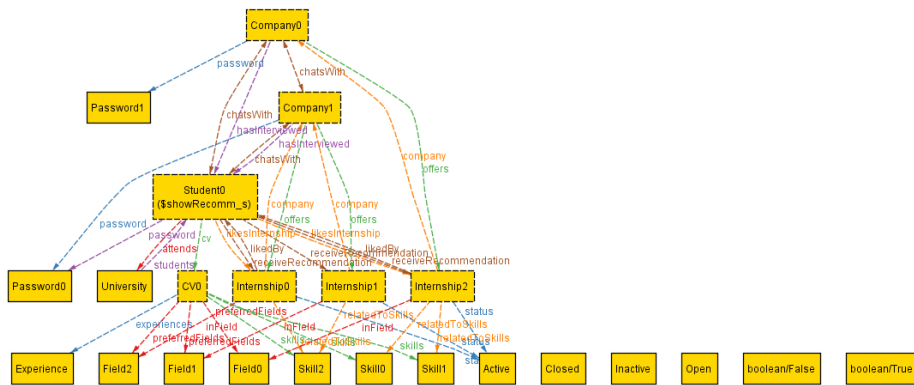 Company0
password
chatsWith
Password1
Company1
chatsWith
hasInterviewed
hasInterviewed
chatsWith
company
offers
Student0
($showRecomm_s)
company
company
password
offers
offers
likesInternship
likesInternship
likedBy
password
attends
cv
likedBy
receiveRecommendation
receiveRecommendation
receiveRecommendation
students
Password0
University
CV0
Internship0
Internship1
Internship2
preferredFields
status
experiences
inField
relatedToSkills
inField
relatedToSkills
preferredFields
preferredFields
skills
skills
relatedToSkills
status
skills
Experience
Field2
Field1
Field0
Skill2
Skill0
Skill1
Active
Closed
Inactive
Open
boolean/False
boolean/True